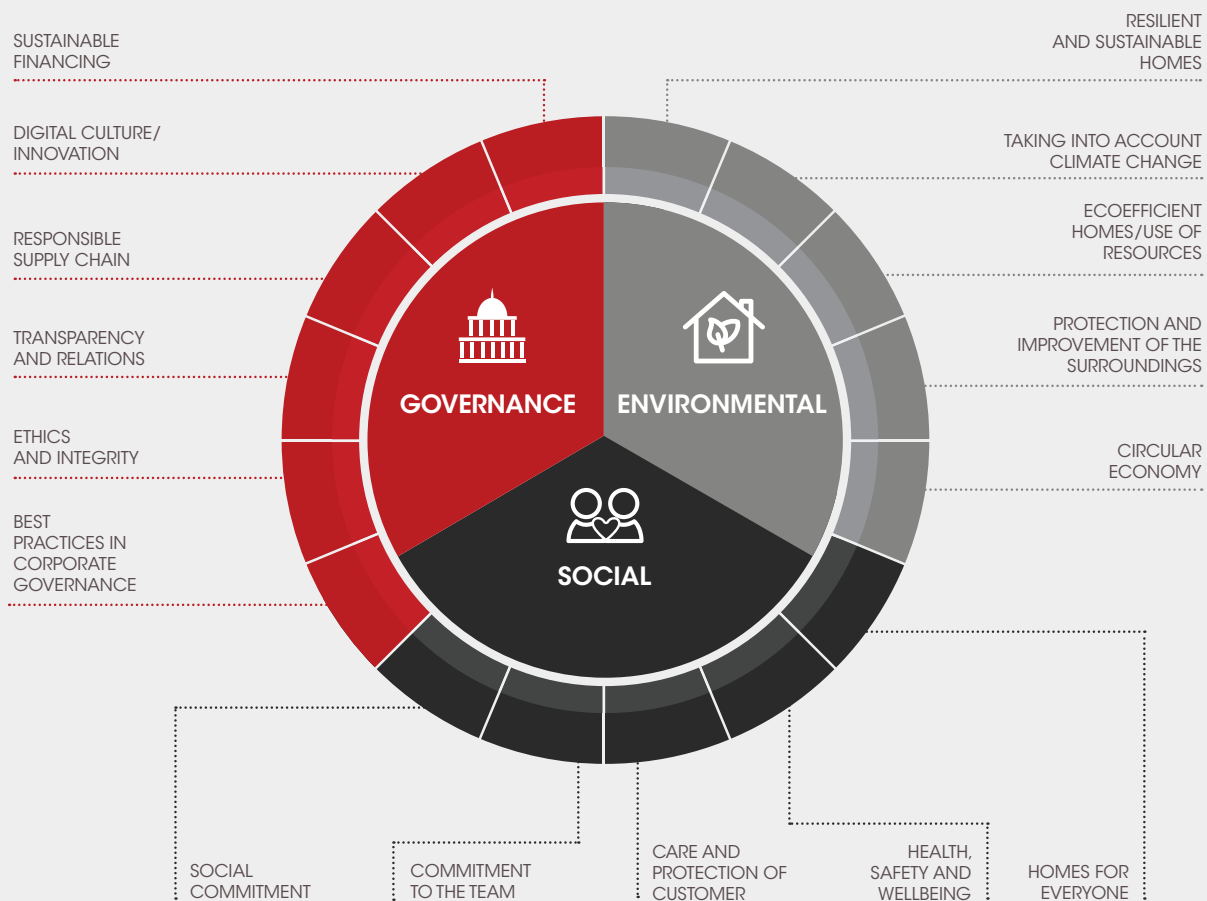 SUSTAINABLE
FINANCING
DIGITAL CULTURE/
INNOVATION
RESPONSIBLE
SUPPLY CHAIN
TRANSPARENCY
AND RELATIONS
ETHICS
AND INTEGRITY
BEST
PRACTICES IN
CORPORATE
GOVERNANCE
RESILIENT
AND SUSTAINABLE
HOMES
TAKING INTO ACCOUNT
CLIMATE CHANGE
ECOEFFICIENT
HOMES/USE OF
RESOURCES
PROTECTION AND
IMPROVEMENT OF THE
SURROUNDINGS
CIRCULAR
ECONOMY
GOVERNANCE
ENVIRONMENTAL
SOCIAL
SOCIAL
COMMITMENT
COMMITMENT
TO THE TEAM
CARE AND
PROTECTION OF
CUSTOMER
HEALTH,
SAFETY AND
WELLBEING
HOMES FOR
EVERYONE